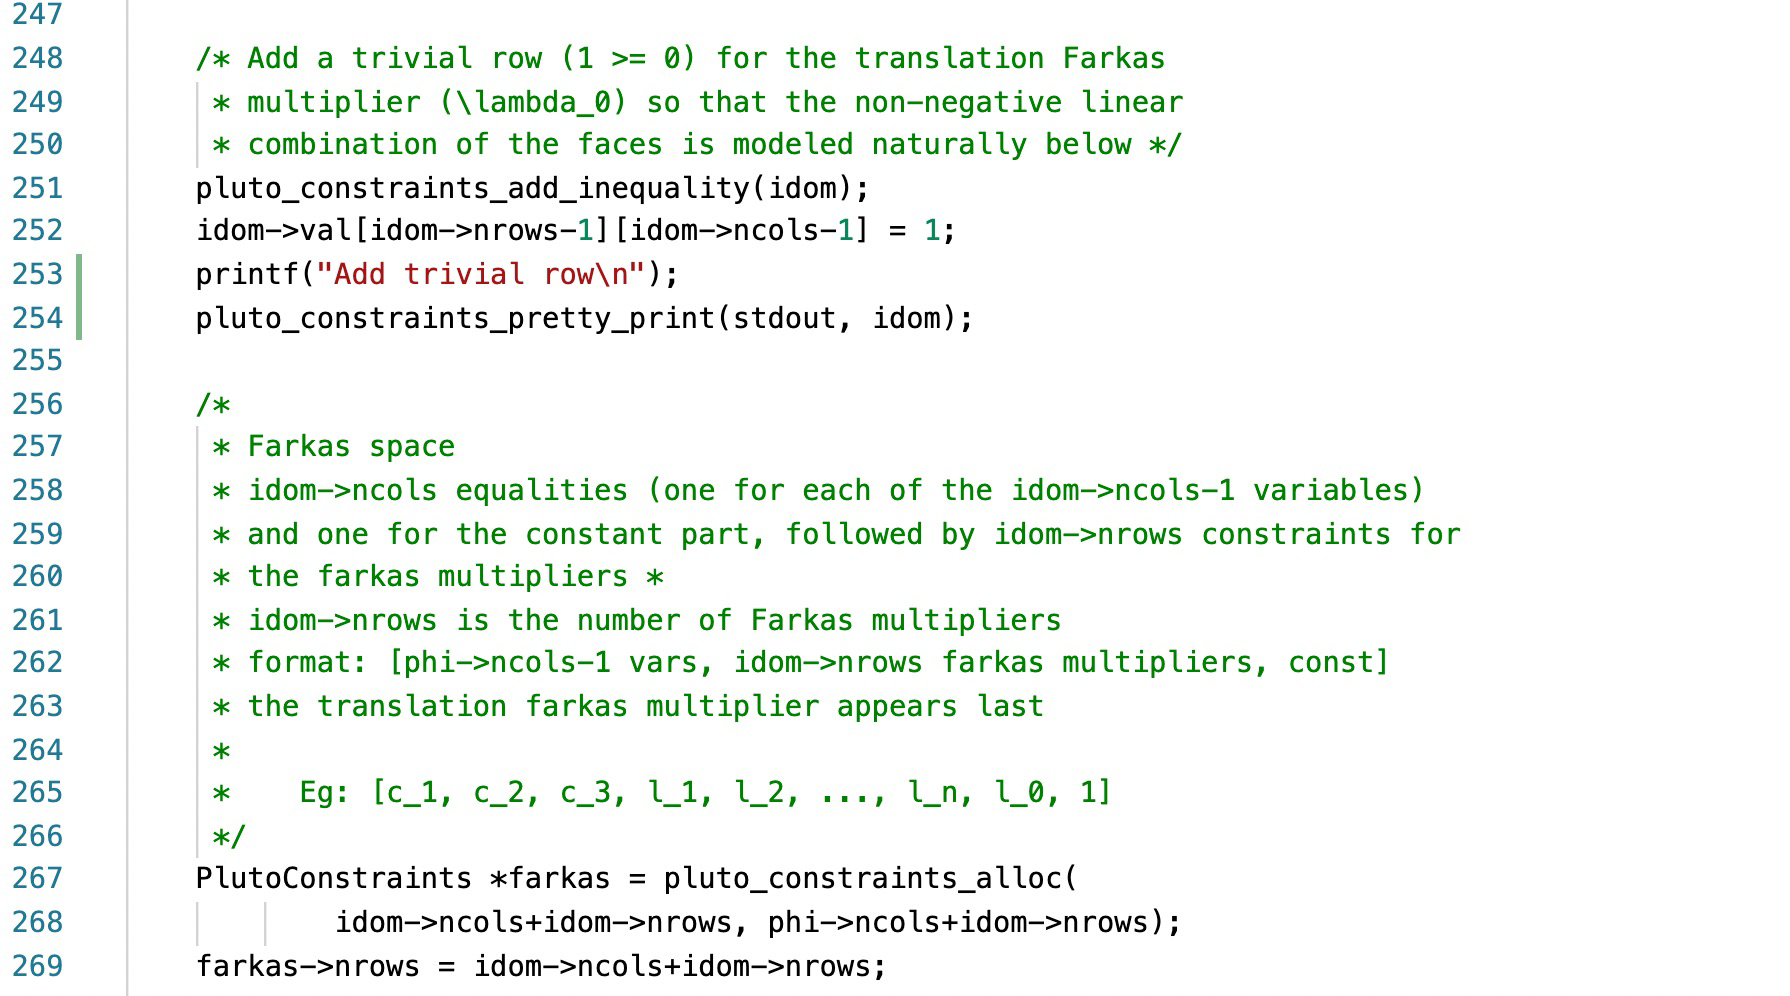 247
248 /* Add a trivial row (1 >= 0) for the translation Farkas
249 * multiplier (\lambda_0) so that the non-negative linear
250 * combination of the faces is modeled naturally below */
251 pluto_constraints_add_inequality(idom);
252 idom->val[idom->nrows-1][idom->ncols-1] = 1;
253 printf("Add trivial row\n");
254 pluto_constraints_pretty_print(stdout, idom);
255
256 /*
257 * Farkas space
258 * idom->ncols equalities (one for each of the idom->ncols-1 variables)
259 * and one for the constant part, followed by idom->nrows constraints for
260 * the farkas multipliers *
261 * idom->nrows is the number of Farkas multipliers
262 * format: [phi->ncols-1 vars, idom->nrows farkas multipliers, const]
263 * the translation farkas multiplier appears last
264 *
265 *    Eg: [c_1, c_2, c_3, l_1, l_2, ..., l_n, l_0, 1]
266 */
267 PlutoConstraints *farkas = pluto_constraints_alloc(
268 idom->ncols+idom->nrows, phi->ncols+idom->nrows);
269 farkas->nrows = idom->ncols+idom->nrows;